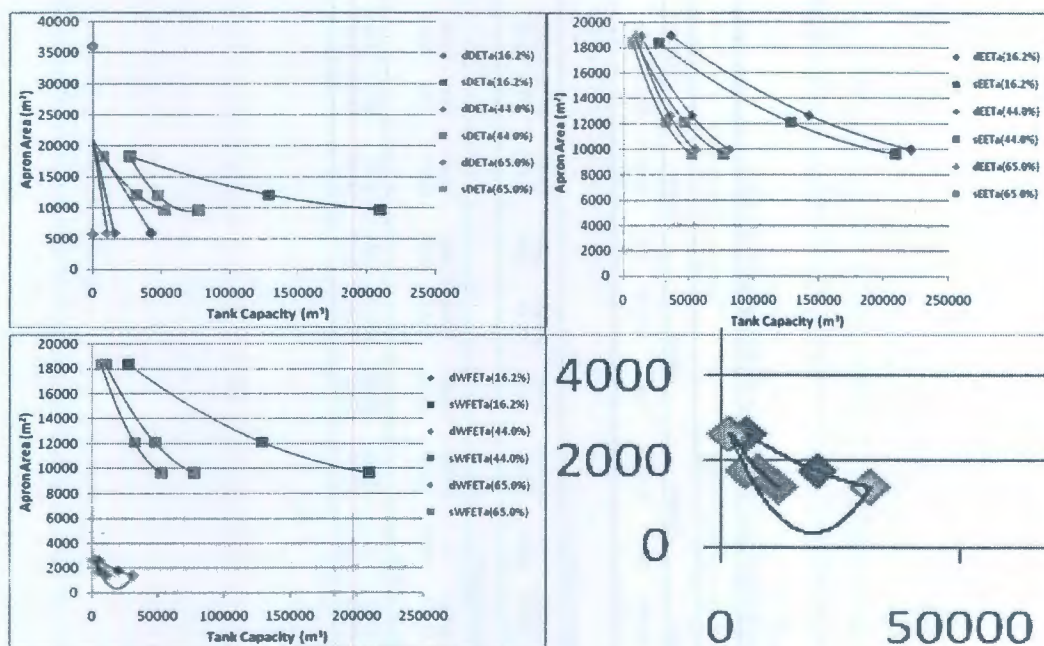 40000
35000
30000
25000
20000
15000
10000
5000
0
Apron Area (m²)
0 50000 100000 150000 200000 250000
Tank Capacity (m³)
dDETa(16.2%)
sDETa(16.2%)
dDETa(44.0%)
sDETa(44.0%)
dDETa(65.0%)
sDETa(65.0%)
20000
18000
16000
14000
12000
10000
8000
6000
4000
2000
0
Apron Area (m²)
0 50000 100000 150000 200000 250000
Tank Capacity (m³)
dEETa(16.2%)
sEETa(16.2%)
dEETa(44.0%)
sEETa(44.0%)
dEETa(65.0%)
sEETa(65.0%)
20000
18000
16000
14000
12000
10000
8000
6000
4000
2000
0
Apron Area (m²)
0 50000 100000 150000 200000 250000
Tank Capacity (m³)
dWFETa(16.2%)
sWFETa(16.2%)
dWFETa(44.0%)
sWFETa(44.0%)
dWFETa(65.0%)
sWFETa(65.0%)
4000
2000
0
0 50000